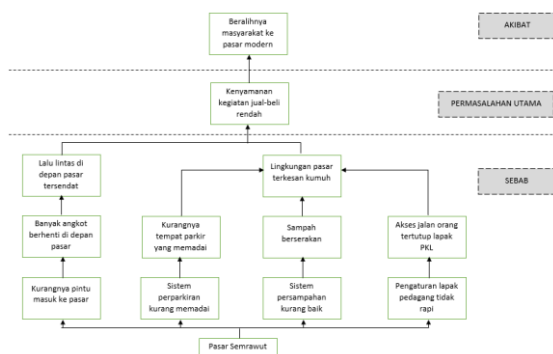 Beralihnya
masyarakat ke
pasar modern
AKIBAT
Kenyamanan
kegiatan jual-beli
rendah
PERMASALAHAN UTAMA
Lalu lintas di
depan pasar
tersendat
Lingkungan pasar
terkesan kumuh
SEBAB
Banyak angkot
berhenti di depan
pasar
Kurangnya
tempat parkir
yang memadai
Sampah
berserakan
Akses jalan orang
tertutup lapak
PKL
Kurangnya pintu
masuk ke pasar
Sistem
perparkiran
kurang memadai
Sistem
persampahan
kurang baik
Pengaturan lapak
pedagang tidak
rapi
Pasar Semrawut